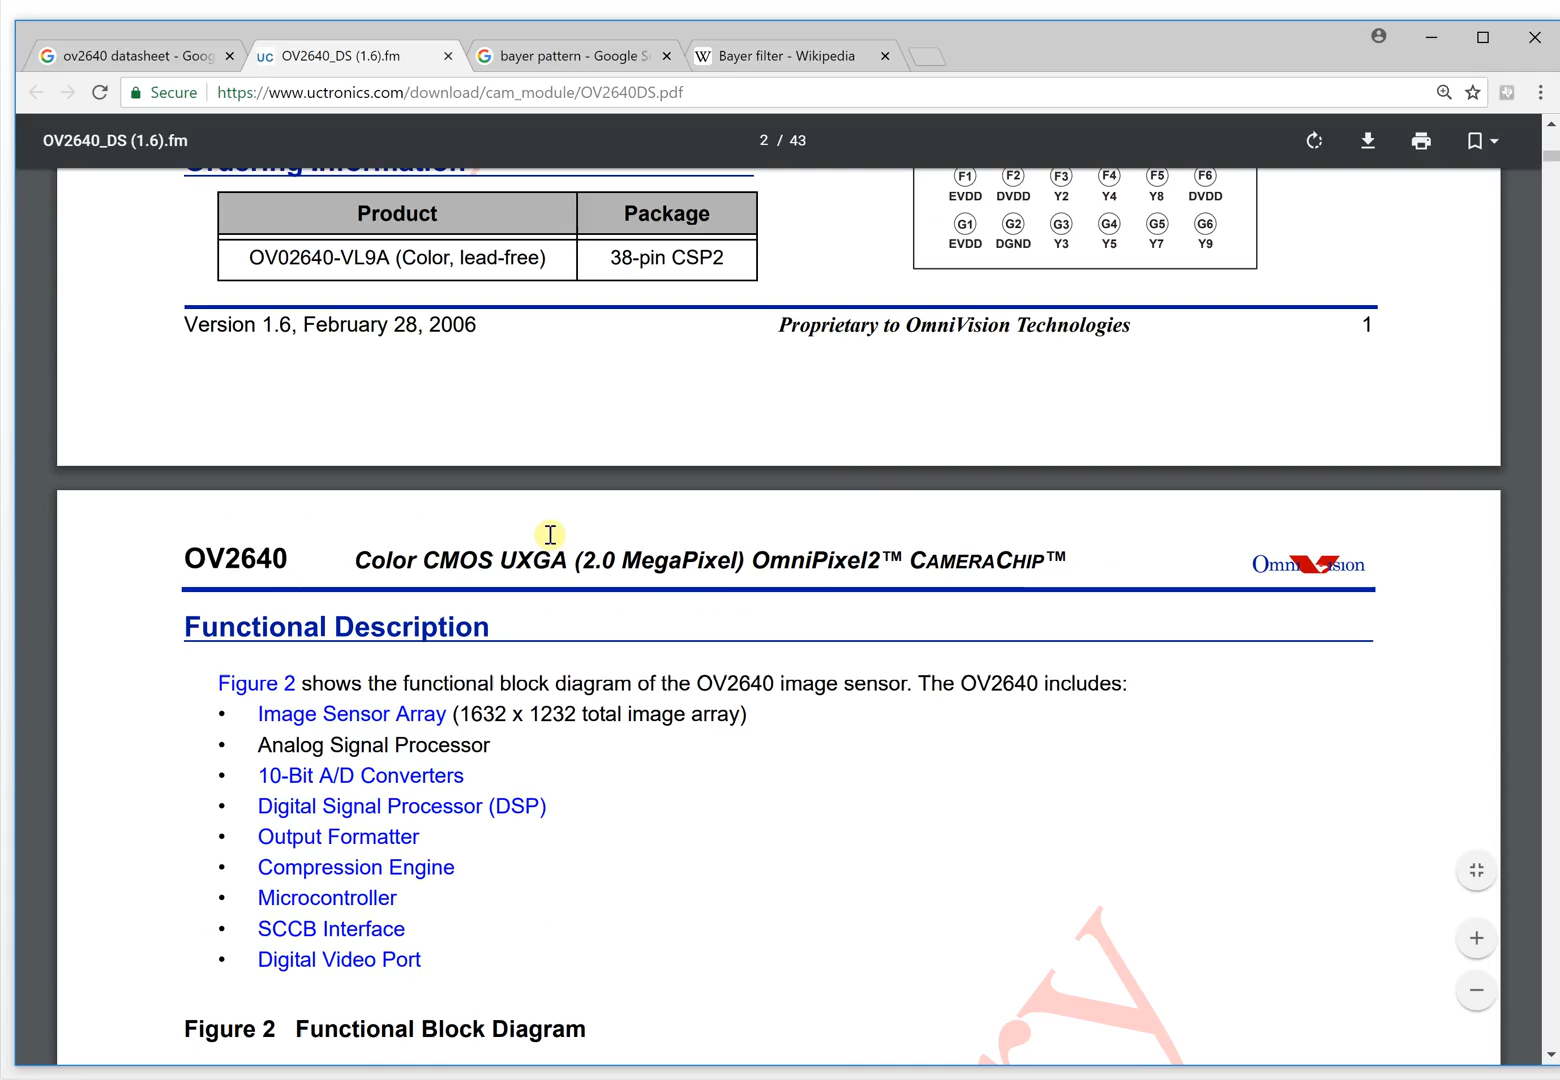 ov2640 datasheet - Goog
UC OV2640_DS (1.6).fm
bayer pattern - Google S
W Bayer filter - Wikipedia
Secure
https://www.uctronics.com/download/cam_module/OV2640DS.pdf
OV2640_DS (1.6).fm
2 / 43
Ordering Information
Product Package
OV02640-VL9A (Color, lead-free) 38-pin CSP2
F1 F2 F3 F4 F5 F6
EVDD DVDD Y2 Y4 Y8 DVDD
G1 G2 G3 G4 G5 G6
EVDD DGND Y3 Y5 Y7 Y9
Version 1.6, February 28, 2006 Proprietary to OmniVision Technologies 1
OV2640 Color CMOS UXGA (2.0 MegaPixel) OmniPixel2™ CAMERACHIP™ OmniVision
Functional Description
Figure 2 shows the functional block diagram of the OV2640 image sensor. The OV2640 includes:
• Image Sensor Array (1632 x 1232 total image array)
• Analog Signal Processor
• 10-Bit A/D Converters
• Digital Signal Processor (DSP)
• Output Formatter
• Compression Engine
• Microcontroller
• SCCB Interface
• Digital Video Port
Figure 2 Functional Block Diagram